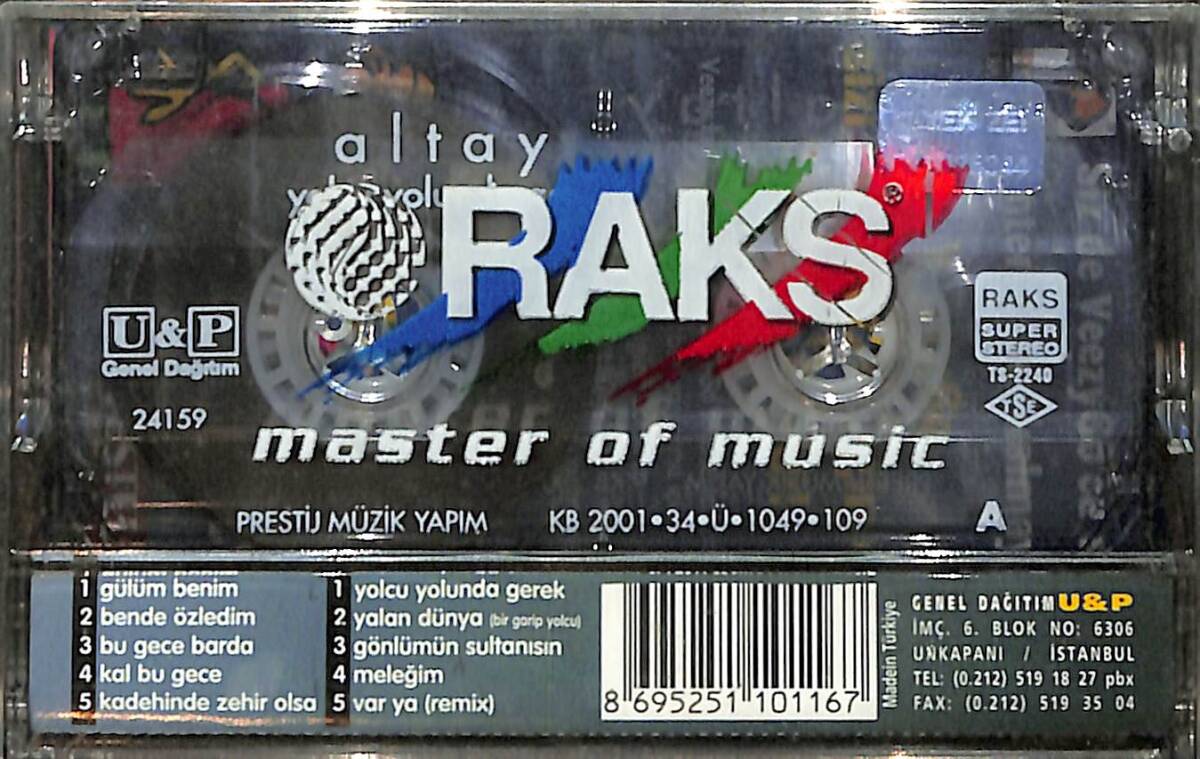 altay
RAKS
®
U&P
Genel Dağıtım
24159
RAKS
SUPER
STEREO
TS-2240
TSE
master of music
PRESTİJ MÜZİK YAPIM
KB 2001•34•Ü•1049•109
A
1 gülüm benim
2 bende özledim
3 bu gece barda
4 kal bu gece
5 kadehinde zehir olsa
1 yolcu yolunda gerek
2 yalan dünya (bir garip yolcu)
3 gönlümün sultanısın
4 meleğim
5 var ya (remix)
8 695251 101167
Madein Türkiye
GENEL DAĞITIM U&P
İMÇ. 6. BLOK NO: 6306
UNKAPANI / İSTANBUL
TEL: (0.212) 519 18 27 pbx
FAX: (0.212) 519 35 04